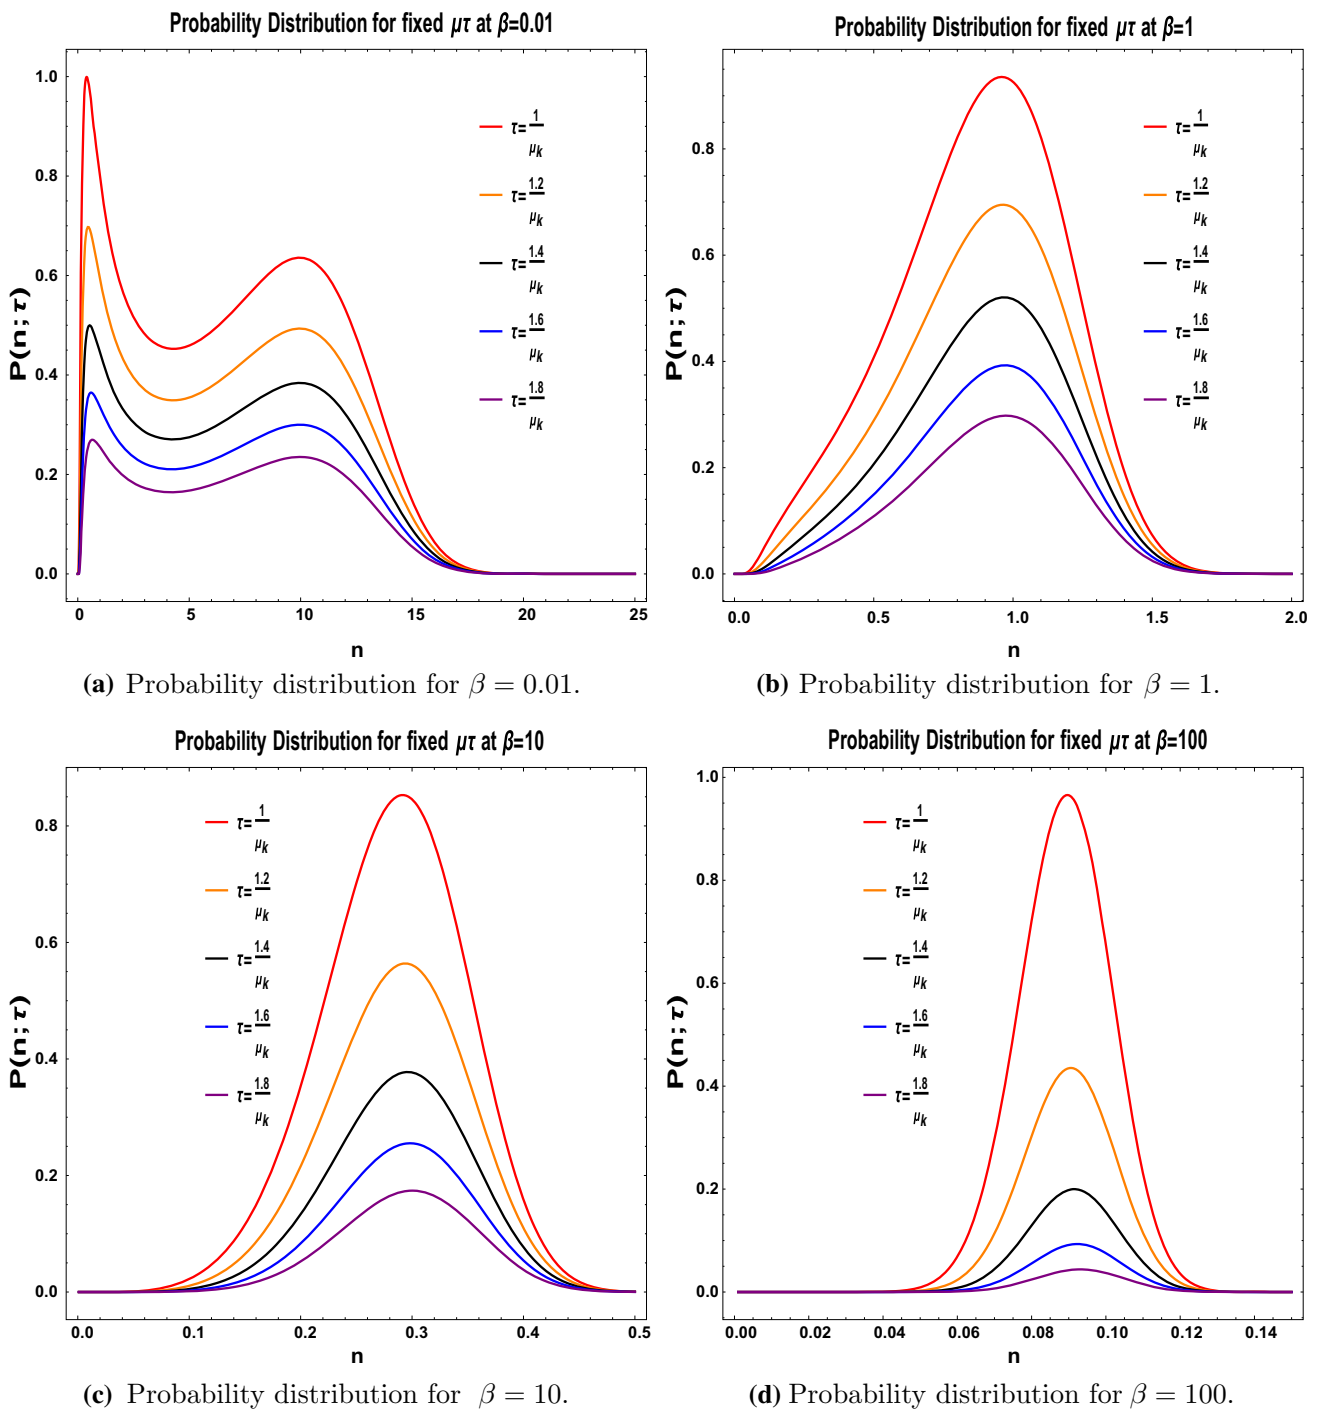 Probability Distribution for fixed μτ at β=0.01
1.0
0.8
0.6
0.4
0.2
0.0
P(n;τ)
τ=1/μk
τ=1.2/μk
τ=1.4/μk
τ=1.6/μk
τ=1.8/μk
0 5 10 15 20 25
n
(a) Probability distribution for β = 0.01.
Probability Distribution for fixed μτ at β=1
0.8
0.6
0.4
0.2
0.0
P(n;τ)
τ=1/μk
τ=1.2/μk
τ=1.4/μk
τ=1.6/μk
τ=1.8/μk
0.0 0.5 1.0 1.5 2.0
n
(b) Probability distribution for β = 1.
Probability Distribution for fixed μτ at β=10
0.8
0.6
0.4
0.2
0.0
P(n;τ)
τ=1/μk
τ=1.2/μk
τ=1.4/μk
τ=1.6/μk
τ=1.8/μk
0.0 0.1 0.2 0.3 0.4 0.5
n
(c) Probability distribution for β = 10.
Probability Distribution for fixed μτ at β=100
1.0
0.8
0.6
0.4
0.2
0.0
P(n;τ)
τ=1/μk
τ=1.2/μk
τ=1.4/μk
τ=1.6/μk
τ=1.8/μk
0.00 0.02 0.04 0.06 0.08 0.10 0.12 0.14
n
(d) Probability distribution for β = 100.